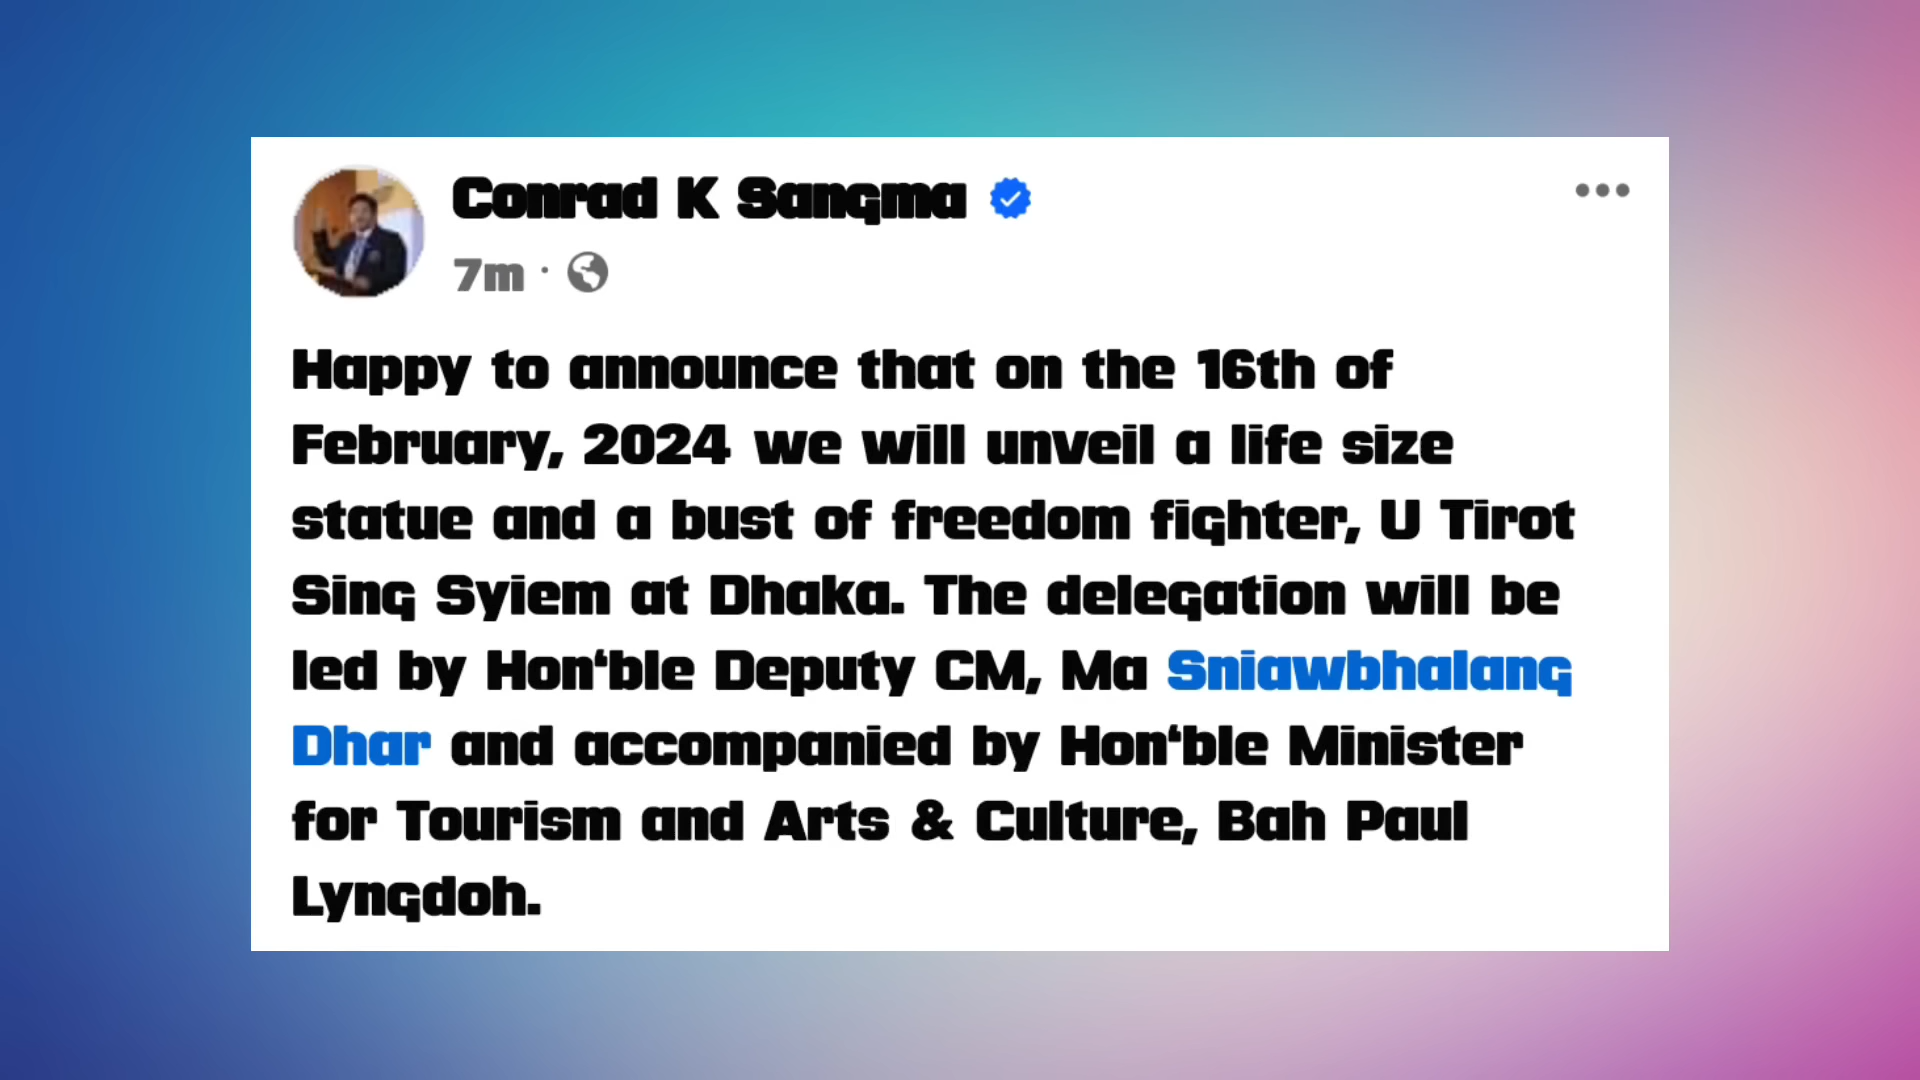 Conrad K Sangma
7m ·
Happy to announce that on the 16th of
February, 2024 we will unveil a life size
statue and a bust of freedom fighter, U Tirot
Sing Syiem at Dhaka. The delegation will be
led by Hon‘ble Deputy CM, Ma Sniawbhalang
Dhar and accompanied by Hon‘ble Minister
for Tourism and Arts & Culture, Bah Paul
Lyngdoh.